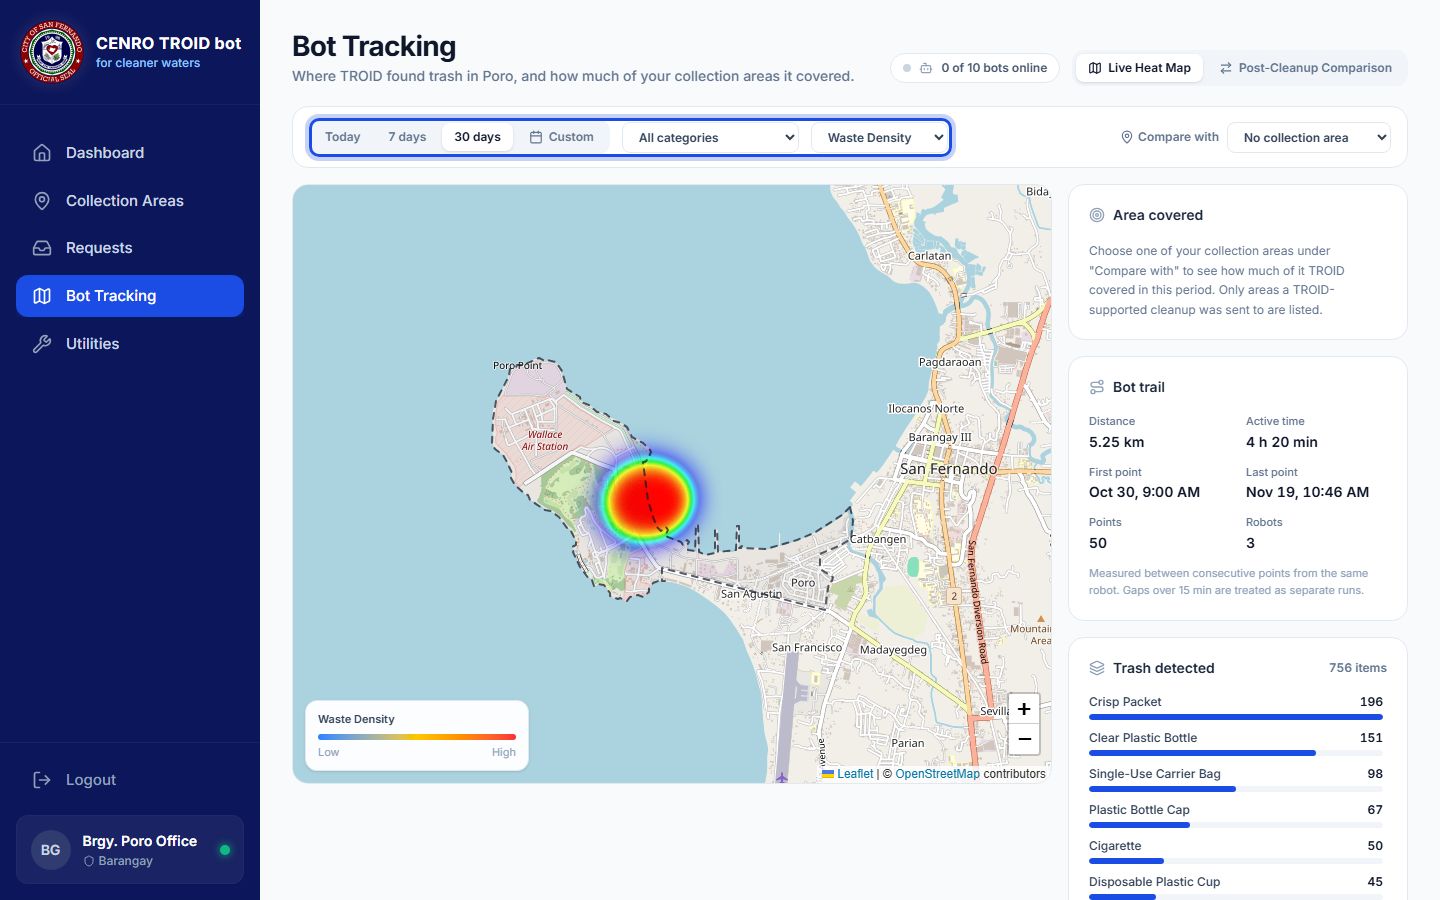 CITY OF SAN FERNANDO
OFFICIAL SEAL
CENRO TROID bot
for cleaner waters
Dashboard
Collection Areas
Requests
Bot Tracking
Utilities
Logout
BG
Brgy. Poro Office
Barangay
Bot Tracking
Where TROID found trash in Poro, and how much of your collection areas it covered.
0 of 10 bots online
Live Heat Map
Post-Cleanup Comparison
Today
7 days
30 days
Custom
All categories
Waste Density
Compare with
No collection area
Bida
Carlatan
Pagdaraoan
Ilocanos Norte
Barangay III
San Fernando
Poro Point
Wallace
Air Station
Catbangen
Poro
San Agustin
2
San Fernando Diversion Road
Mountain
Area
San Francisco
Madayegdeg
Sevilla
Parian
venue
Waste Density
Low
High
+
−
Leaflet | © OpenStreetMap contributors
Area covered
Choose one of your collection areas under
"Compare with" to see how much of it TROID
covered in this period. Only areas a TROID-
supported cleanup was sent to are listed.
Bot trail
Distance
Active time
5.25 km
4 h 20 min
First point
Last point
Oct 30, 9:00 AM
Nov 19, 10:46 AM
Points
Robots
50
3
Measured between consecutive points from the same
robot. Gaps over 15 min are treated as separate runs.
Trash detected
756 items
Crisp Packet
196
Clear Plastic Bottle
151
Single-Use Carrier Bag
98
Plastic Bottle Cap
67
Cigarette
50
Disposable Plastic Cup
45